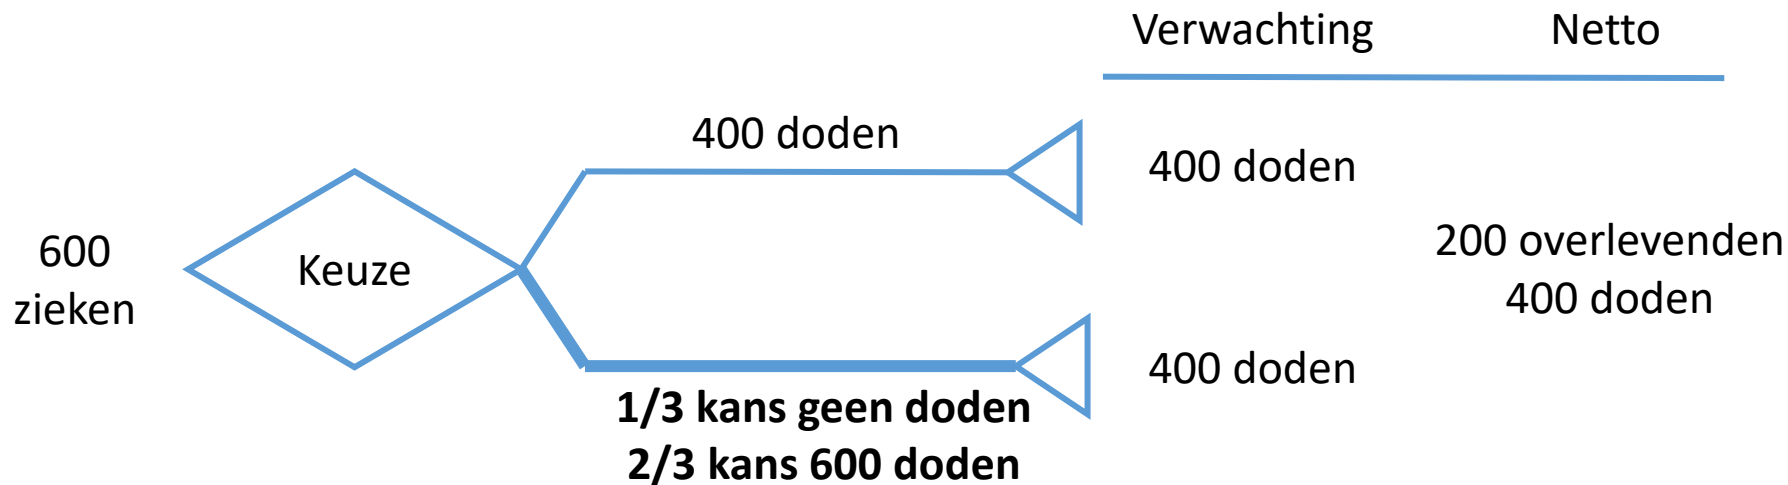 Verwachting Netto
400 doden
400 doden
600
zieken
Keuze
200 overlevenden
400 doden
400 doden
1/3 kans geen doden
2/3 kans 600 doden